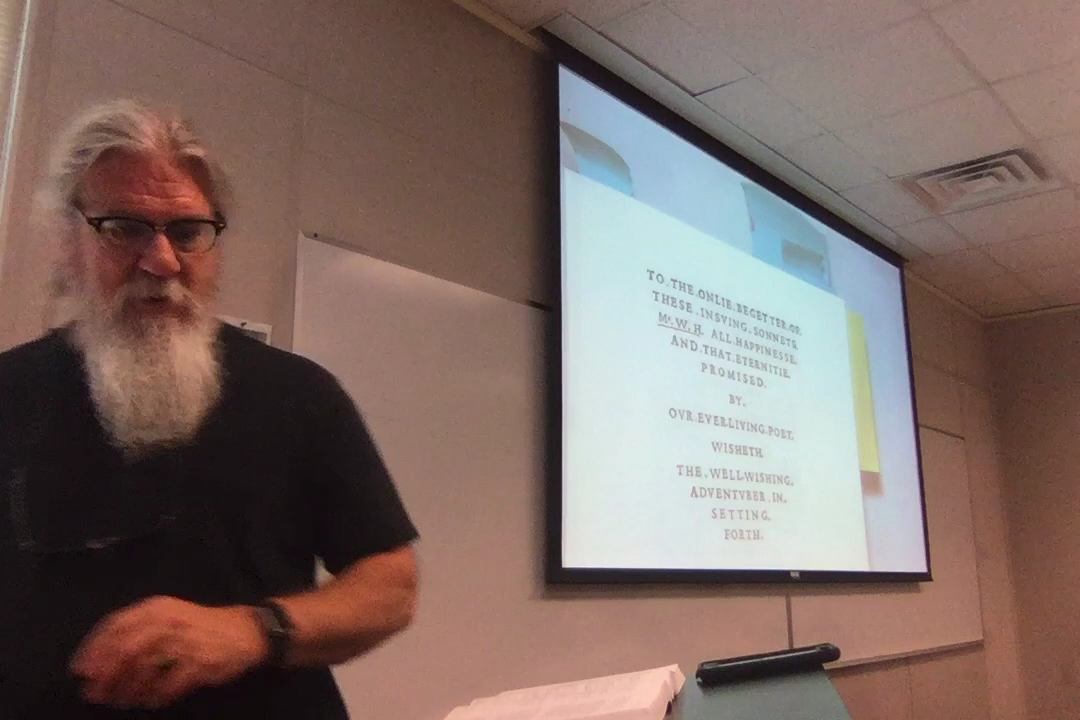 TO.THE.ONLIE.BEGETTER.OF.
THESE.INSVING.SONNETS.
Mr.W.H. ALL.HAPPINESSE.
AND.THAT.ETERNITIE.
PROMISED.
BY.
OVR.EVER-LIVING.POET.
WISHETH.
THE.WELL-WISHING.
ADVENTVRER.IN.
SETTING.
FORTH.